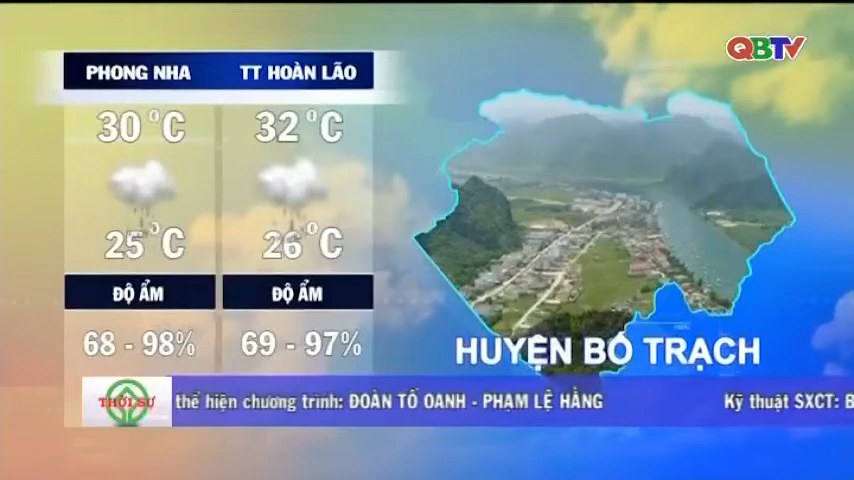 QBTV
PHONG NHA
TT HOÀN LÃO
30 °C
32 °C
25 °C
26 °C
ĐỘ ẨM
ĐỘ ẨM
68 - 98%
69 - 97%
HUYỆN BỐ TRẠCH
THỜI SỰ
thể hiện chương trình: ĐOÀN TỐ OANH - PHẠM LỆ HẰNG
Kỹ thuật SXCT: B